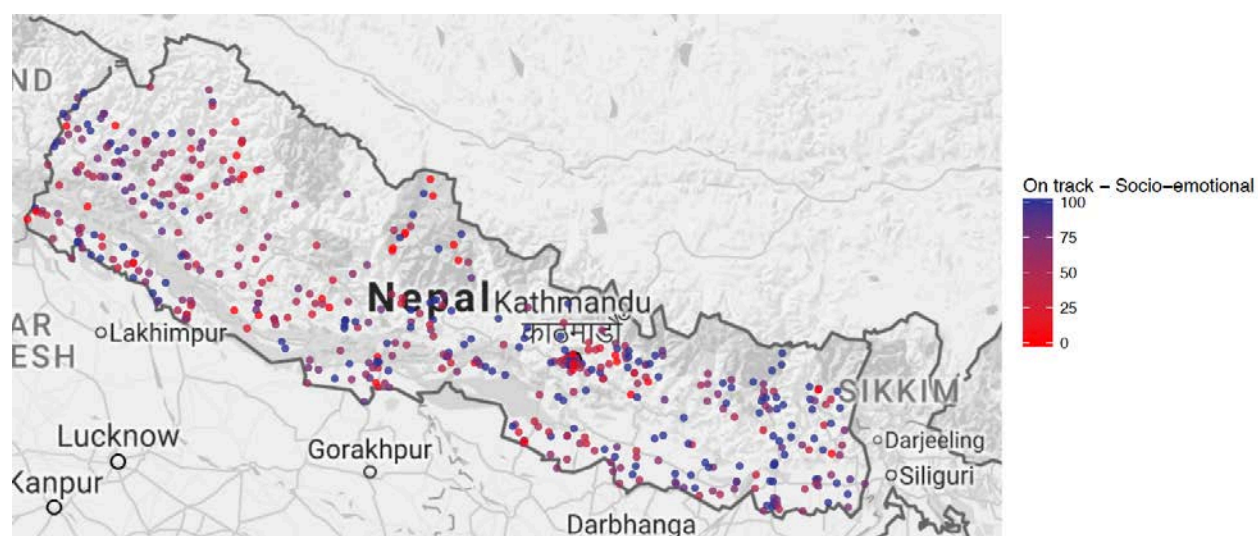 ND
On track – Socio–emotional
100
75
50
25
0
Nepal
Kathmandu
काठमाडौं
AR
ESH
Lakhimpur
SIKKIM
Lucknow
Gorakhpur
Darjeeling
Siliguri
Kanpur
Darbhanga